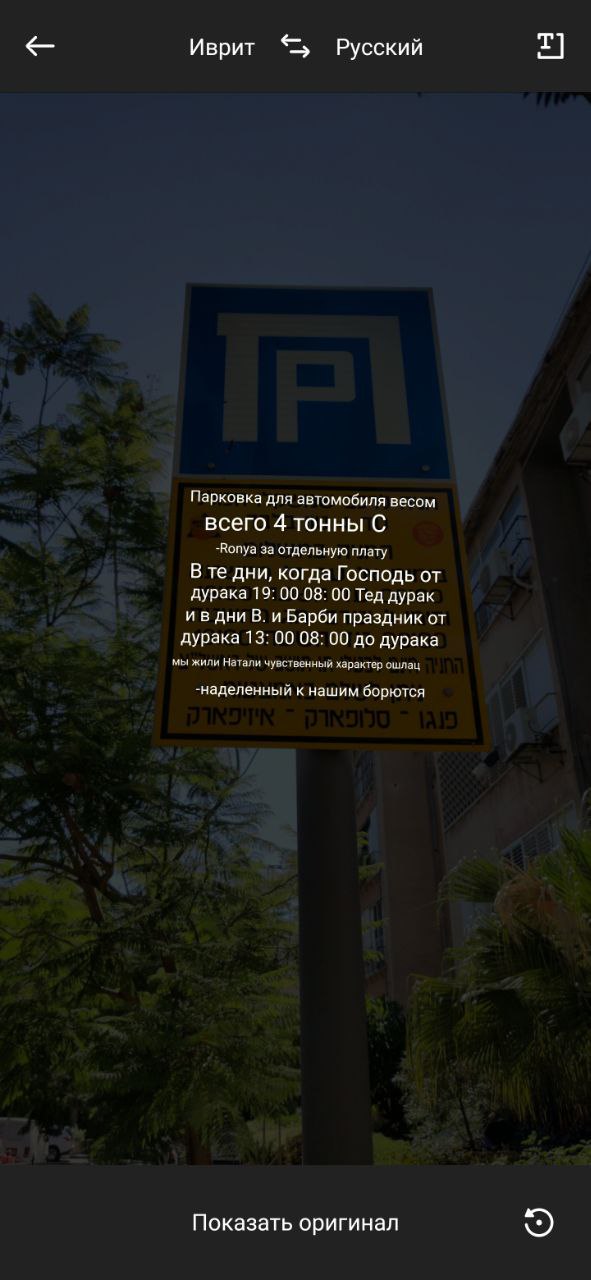 Иврит
Русский
T
P
Парковка для автомобиля весом
всего 4 тонны С
-Ronya за отдельную плату
В те дни, когда Господь от
дурака 19: 00 08: 00 Тед дурак
и в дни В. и Барби праздник от
дурака 13: 00 08: 00 до дурака
мы жили Натали чувственный характер ошлац
החניה
-наделенный к нашим борются
פנגו - סלופארק - איזיפארק
Показать оригинал